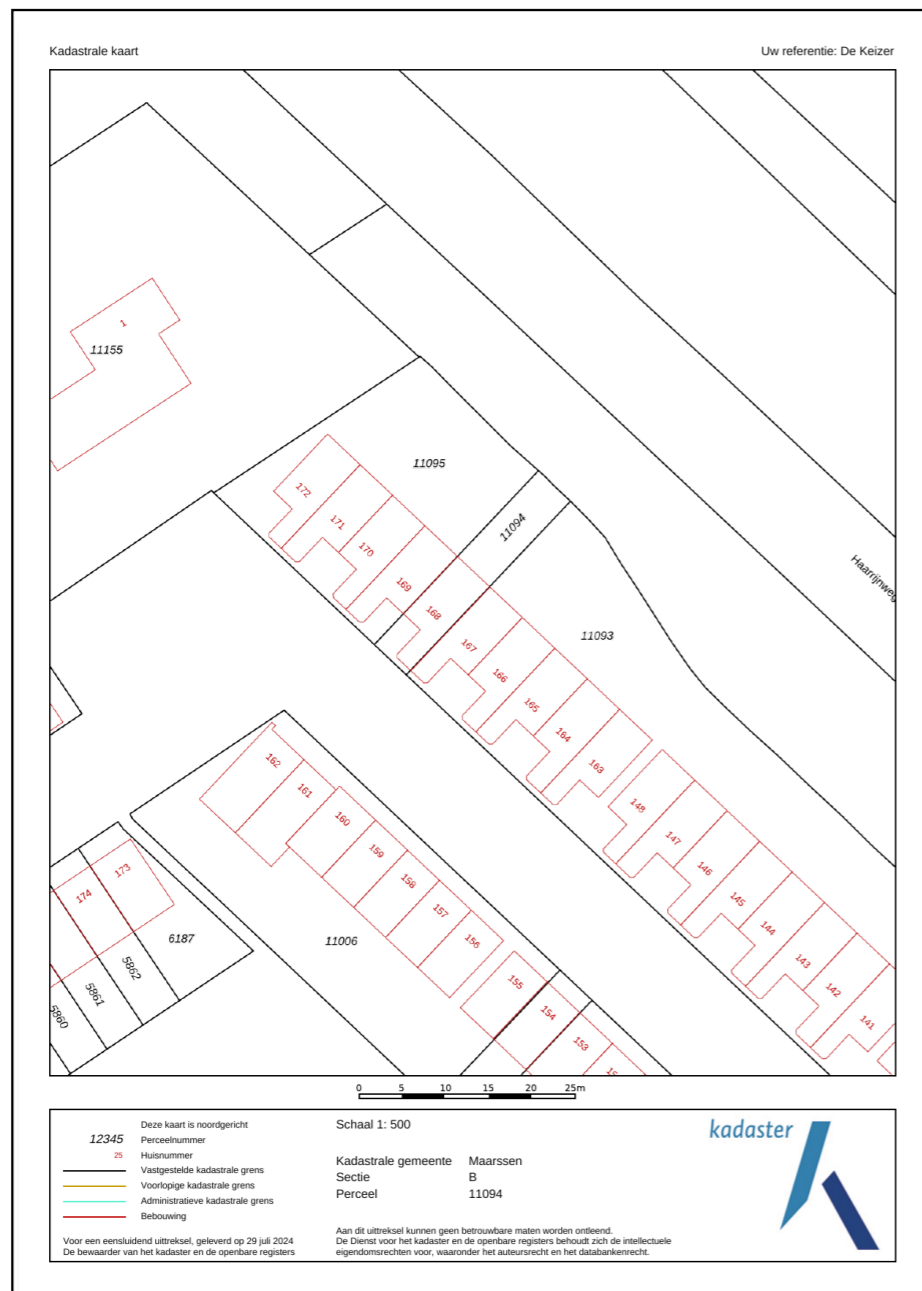 Kadastrale kaart
Uw referentie: De Keizer
1
11155
11095
172
171
170
11094
169
168
167
166
165
164
163
11093
Haarrijnweg
148
147
146
145
144
143
142
141
162
161
160
159
158
157
156
155
154
153
11006
173
174
6187
5862
5861
5860
0 5 10 15 20 25m
Deze kaart is noordgericht
12345 Perceelnummer
25 Huisnummer
Vastgestelde kadastrale grens
Voorlopige kadastrale grens
Administratieve kadastrale grens
Bebouwing
Voor een eensluidend uittreksel, geleverd op 29 juli 2024
De bewaarder van het kadaster en de openbare registers
Schaal 1: 500
Kadastrale gemeente Maarssen
Sectie B
Perceel 11094
Aan dit uittreksel kunnen geen betrouwbare maten worden ontleend.
De Dienst voor het kadaster en de openbare registers behoudt zich de intellectuele
eigendomsrechten voor, waaronder het auteursrecht en het databankenrecht.
kadaster